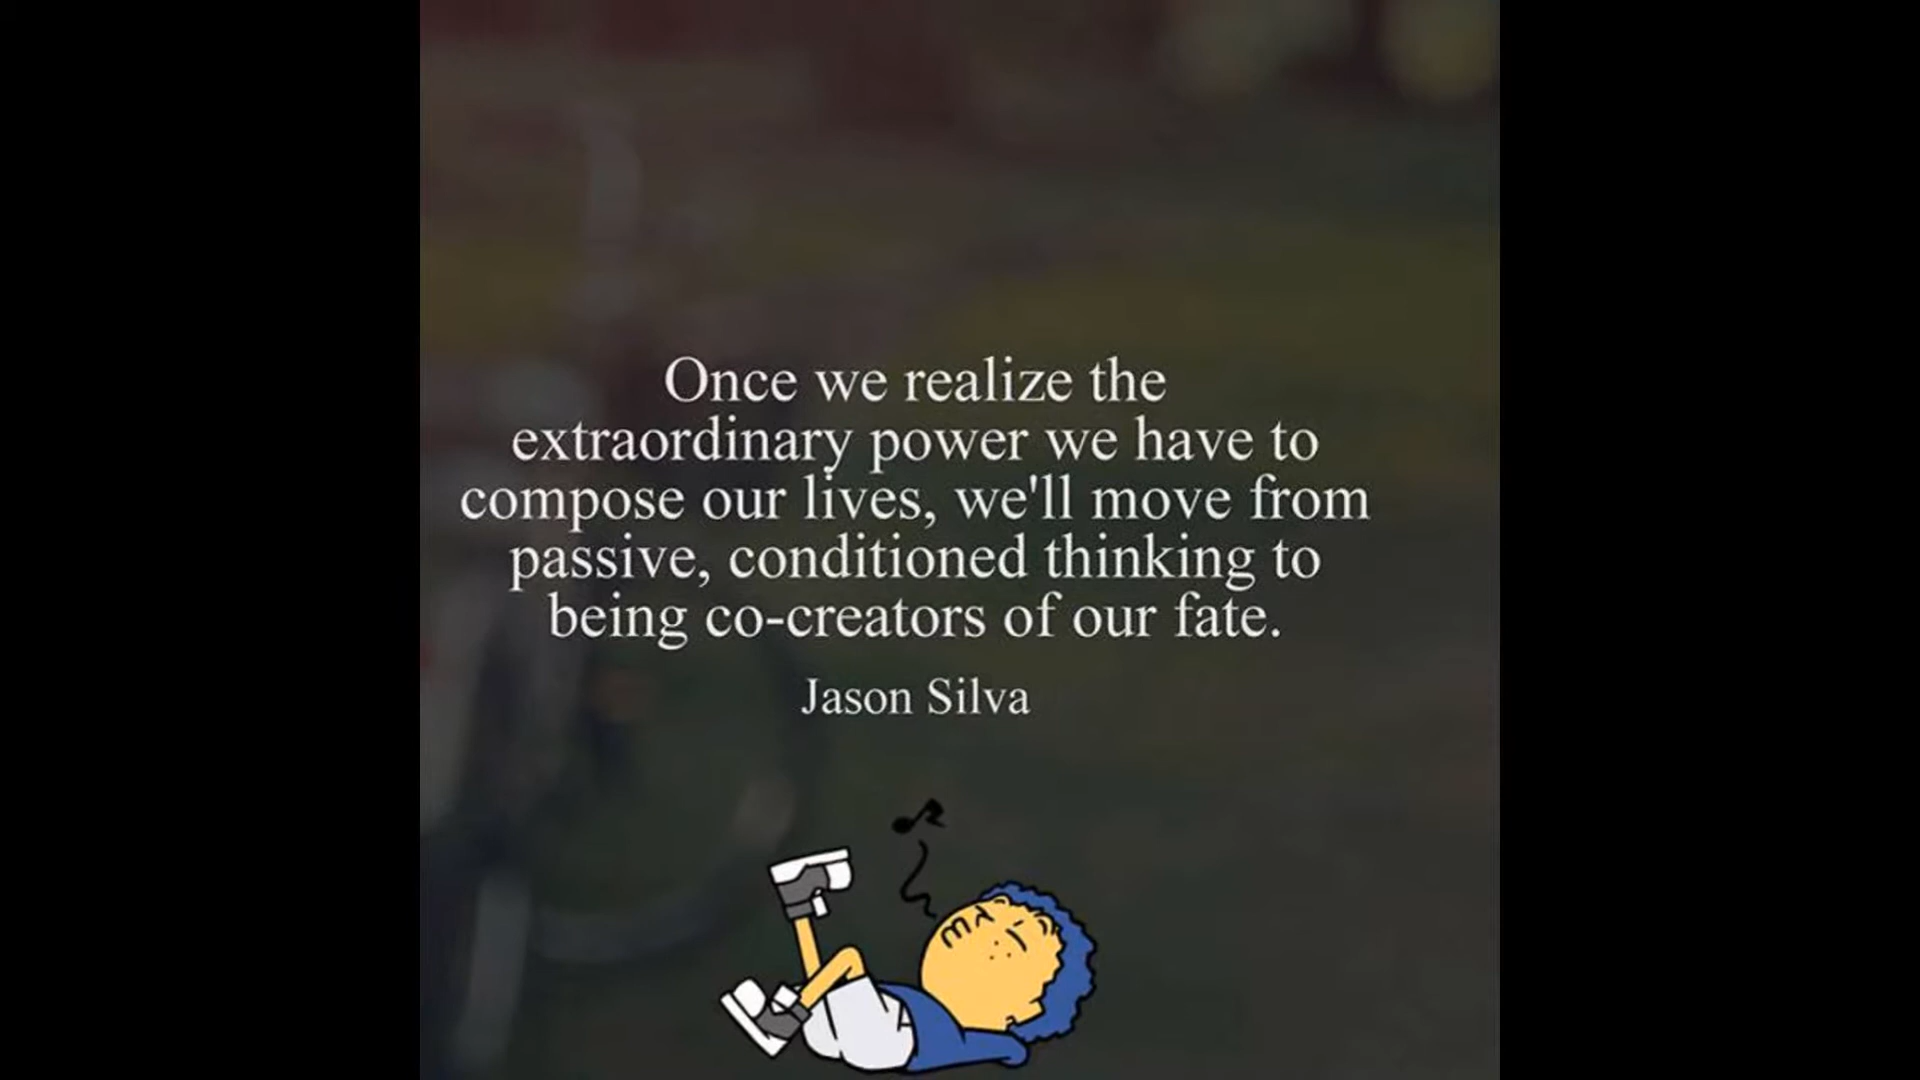 Once we realize the
extraordinary power we have to
compose our lives, we'll move from
passive, conditioned thinking to
being co-creators of our fate.
Jason Silva